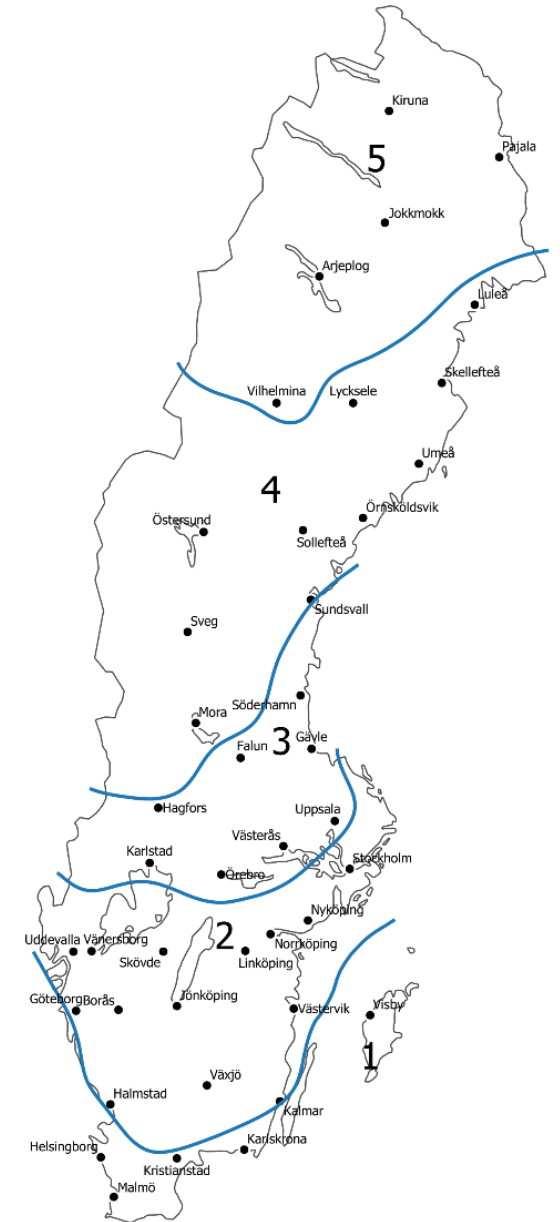 Kiruna
5
Pajala
Jokkmokk
Arjeplog
Luleå
Skellefteå
Vilhelmina
Lycksele
Umeå
4
Östersund
Örnsköldsvik
Sollefteå
Sundsvall
Sveg
Söderhamn
Mora
3
Gävle
Falun
Hagfors
Uppsala
Västerås
Karlstad
Stockholm
Örebro
Nyköping
2
Uddevalla
Vänersborg
Norrköping
Skövde
Linköping
Göteborg
Borås
Jönköping
Västervik
Visby
1
Växjö
Halmstad
Kalmar
Helsingborg
Karlskrona
Kristianstad
Malmö